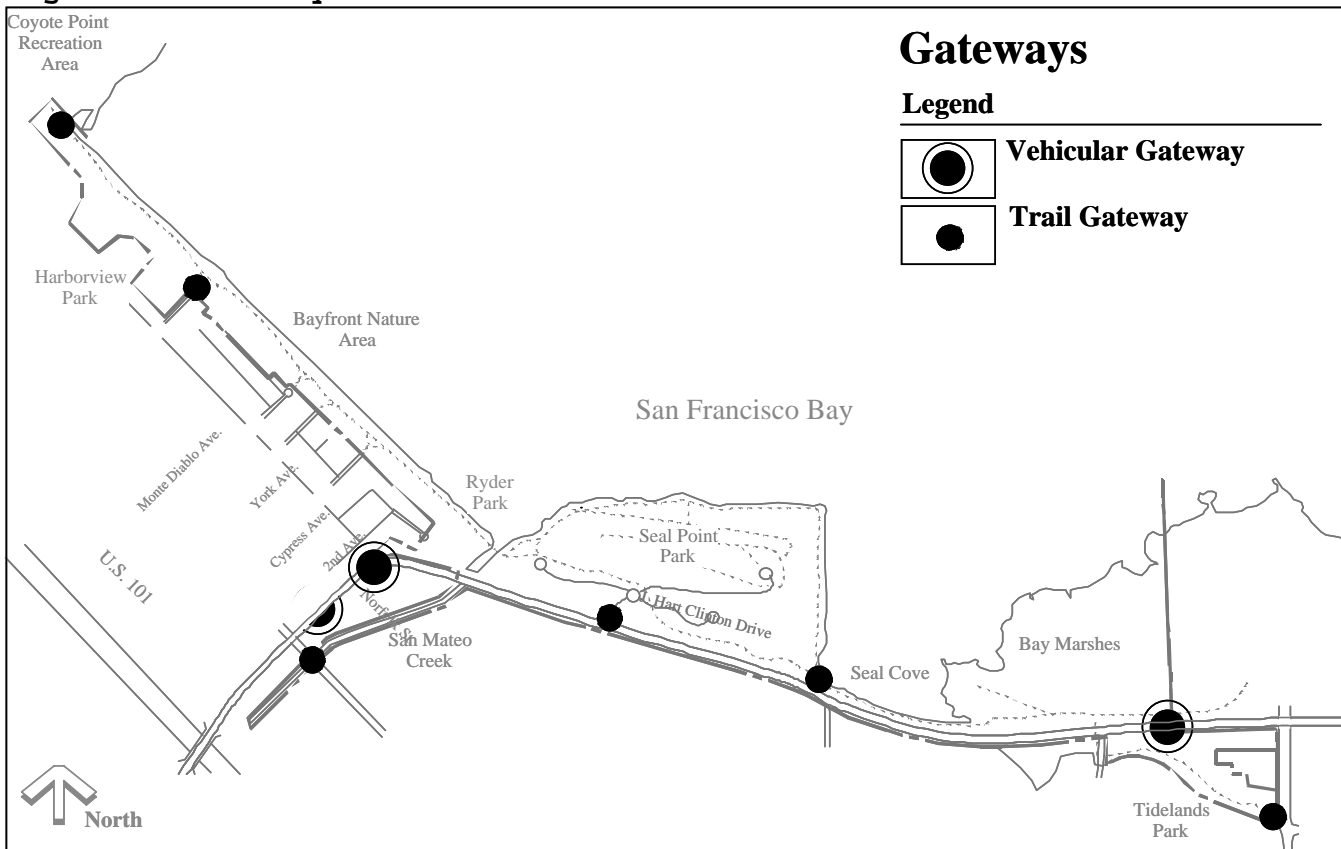 Coyote Point
Recreation
Area
Gateways
Legend
Vehicular Gateway
Trail Gateway
Harborview
Park
Bayfront Nature
Area
San Francisco Bay
Monte Diablo Ave.
York Ave.
Cypress Ave.
2nd Ave.
Ryder
Park
Seal Point
Park
U.S. 101
Hart Clinton Drive
San Mateo
Creek
Seal Cove
Bay Marshes
Tidelands
Park
North